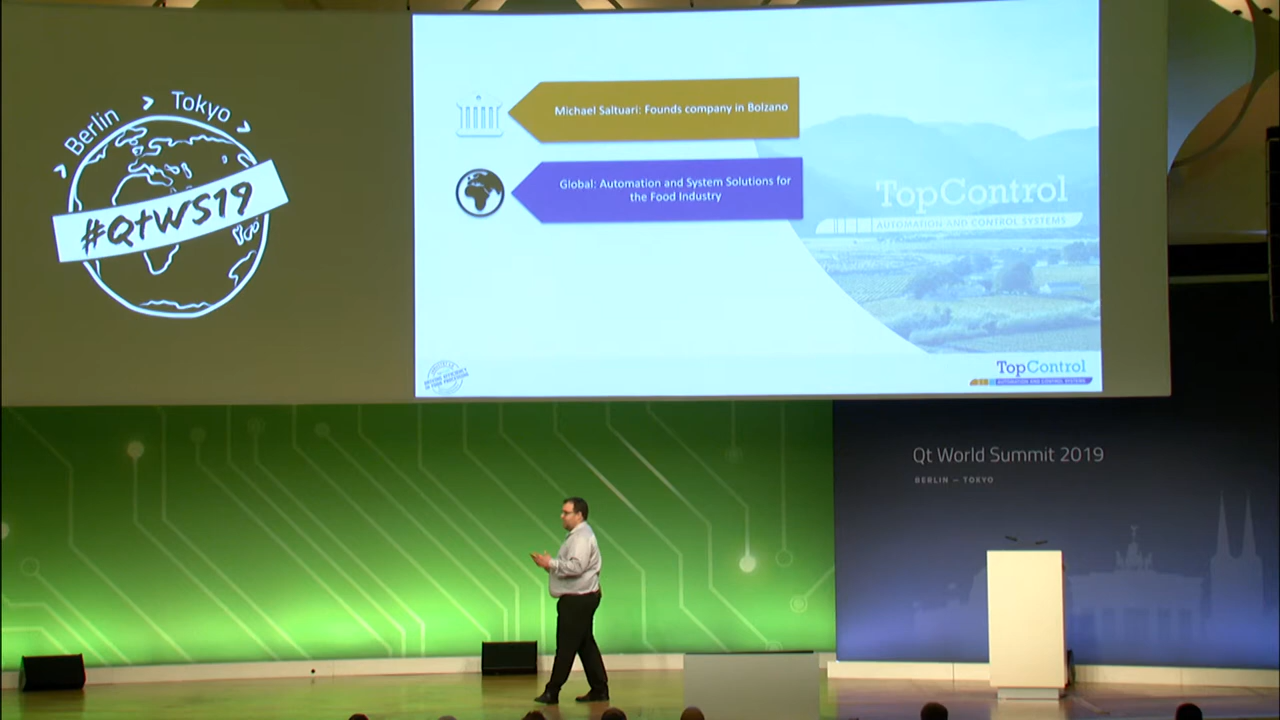 Berlin
Tokyo
#QtWS19
Michael Saltuari: Founds company in Bolzano
Global: Automation and System Solutions for
the Food Industry
TopControl
AUTOMATION AND CONTROL SYSTEMS
TopControl
AUTOMATION AND CONTROL SYSTEMS
Qt World Summit 2019
BERLIN – TOKYO